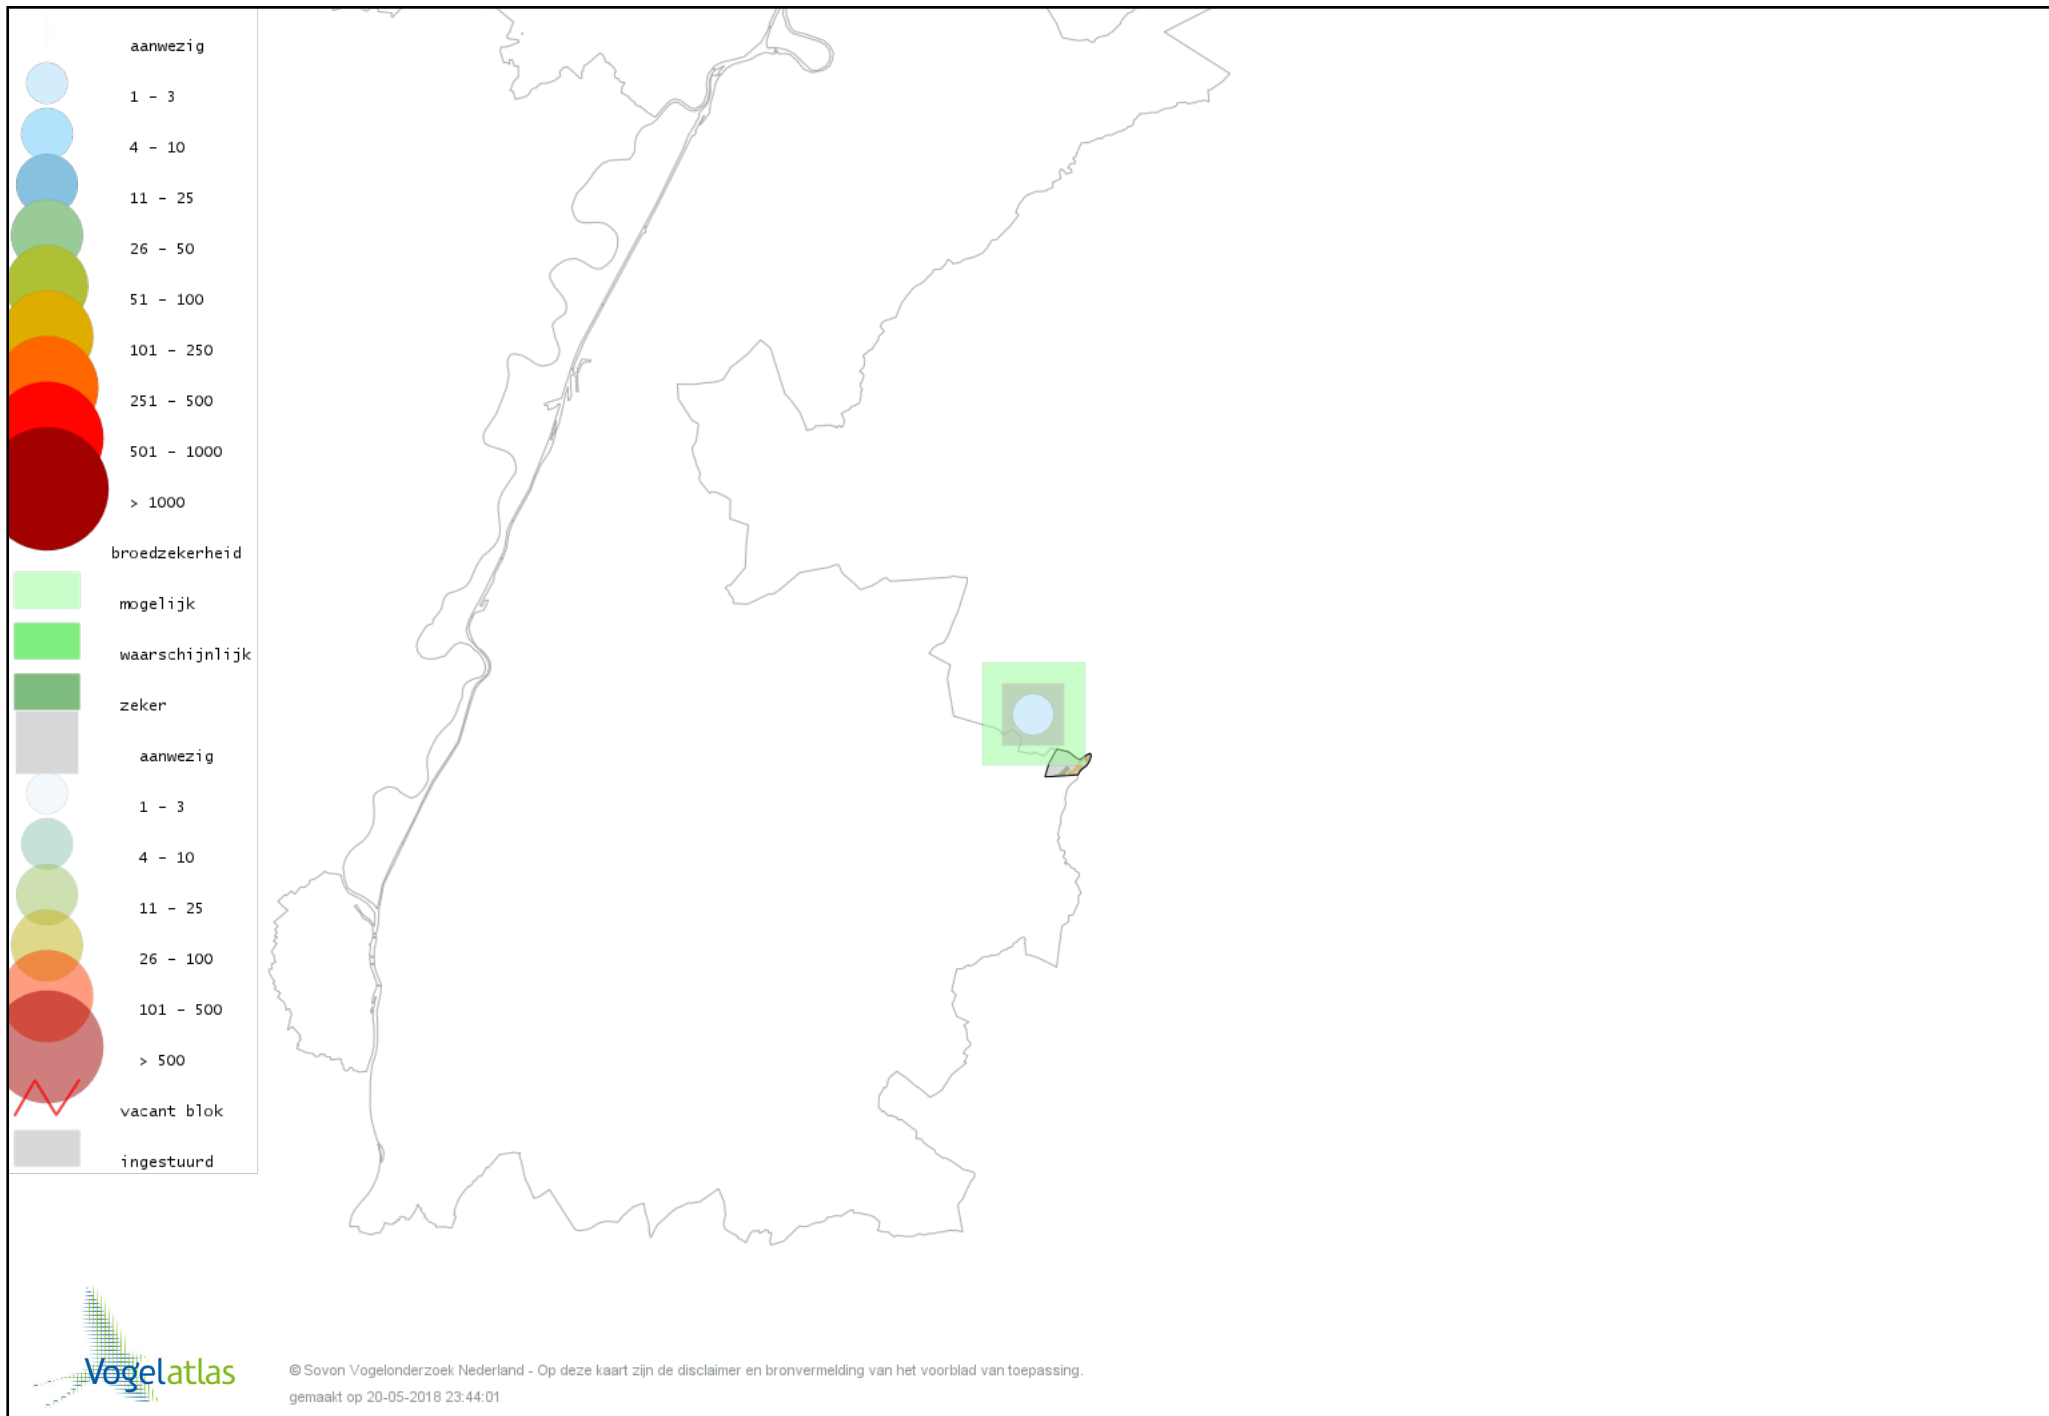 aanwezig
1 - 3
4 - 10
11 - 25
26 - 50
51 - 100
101 - 250
251 - 500
501 - 1000
> 1000
broedzekerheid
mogelijk
waarschijnlijk
zeker
aanwezig
1 - 3
4 - 10
11 - 25
26 - 100
101 - 500
> 500
vacant blok
ingestuurd
Vogelatlas
© Sovon Vogelonderzoek Nederland - Op deze kaart zijn de disclaimer en bronvermelding van het voorblad van toepassing.
gemaakt op 20-05-2018 23:44:01